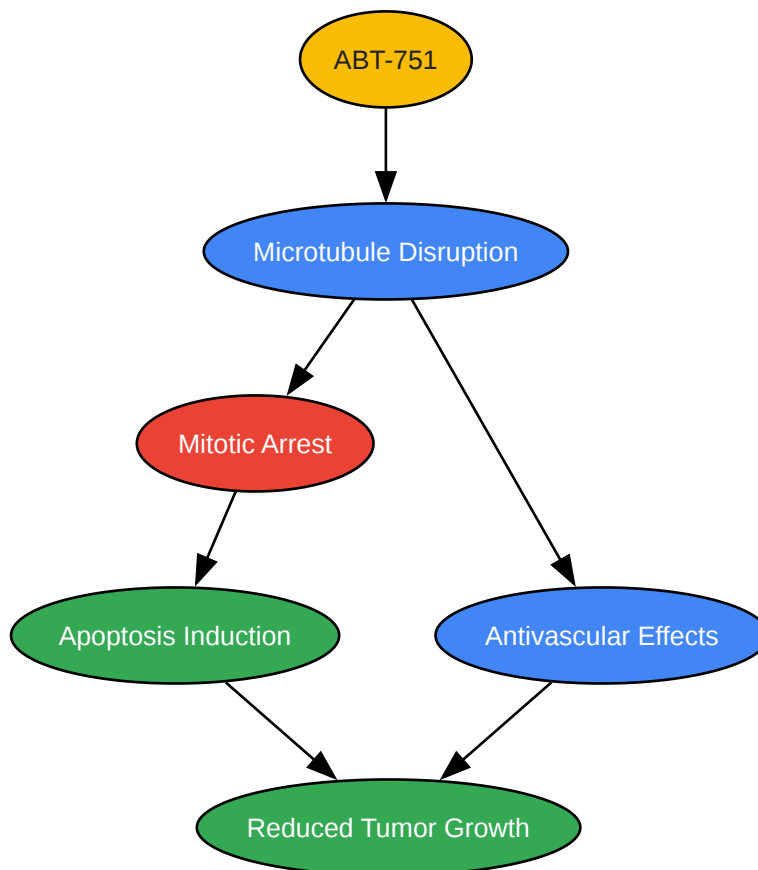 ABT-751
Microtubule Disruption
Mitotic Arrest
Apoptosis Induction
Antivascular Effects
Reduced Tumor Growth